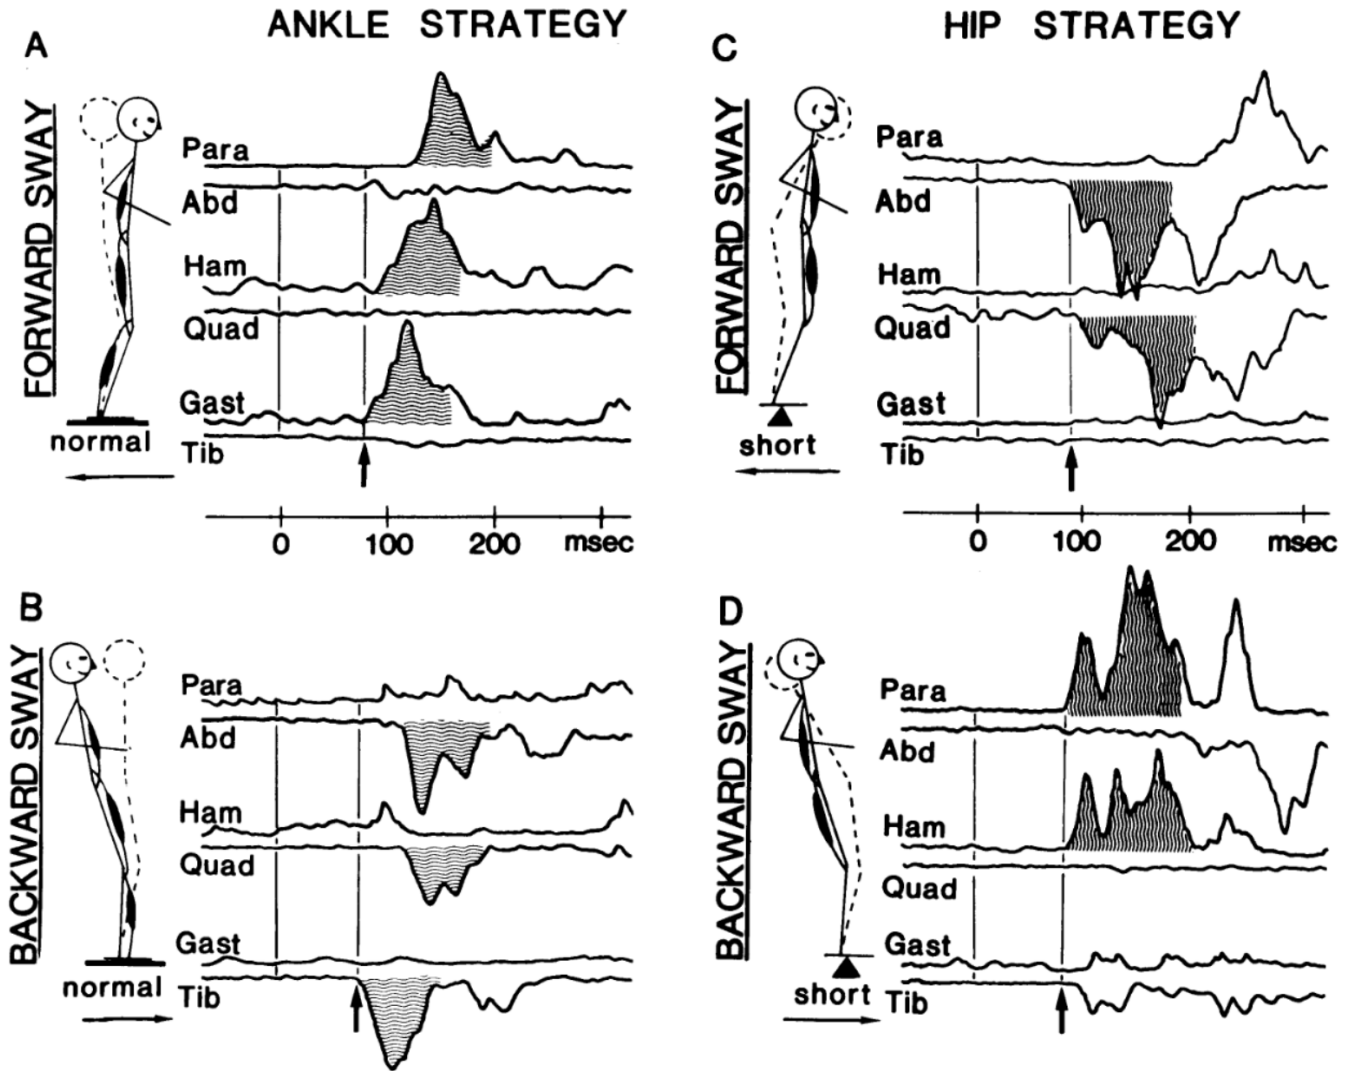 ANKLE STRATEGY
A
FORWARD SWAY
Para
Abd
Ham
Quad
Gast
Tib
normal
0 100 200 msec
HIP STRATEGY
C
FORWARD SWAY
Para
Abd
Ham
Quad
Gast
Tib
short
0 100 200 msec
B
BACKWARD SWAY
Para
Abd
Ham
Quad
Gast
Tib
normal
D
BACKWARD SWAY
Para
Abd
Ham
Quad
Gast
Tib
short